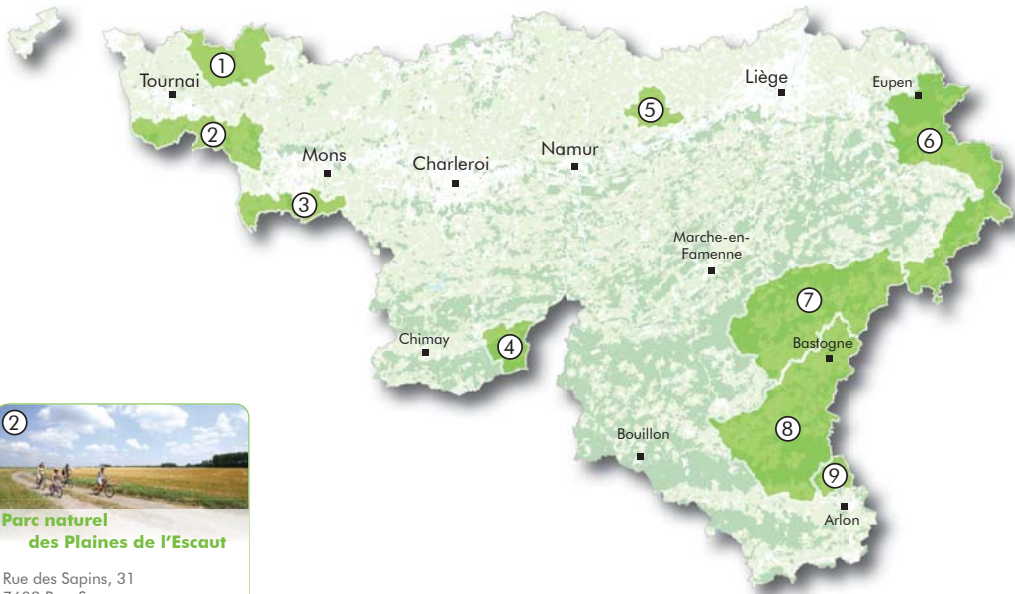 1
Tournai
2
Mons
3
Charleroi
Namur
5
Liège
Eupen
6
Marche-en-
Famenne
7
Chimay
4
Bastogne
8
Bouillon
9
Arlon
2
Parc naturel
des Plaines de l'Escaut
Rue des Sapins, 31